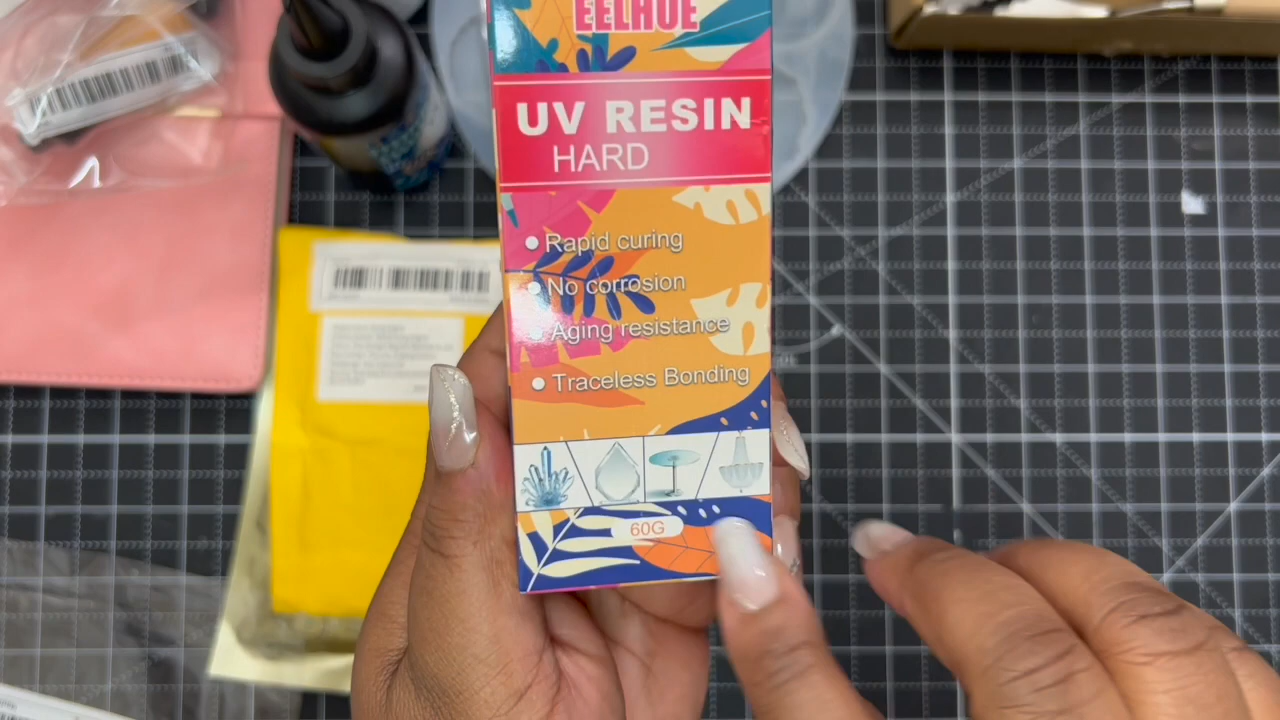 EELHOE
UV RESIN
HARD
Rapid curing
No corrosion
Aging resistance
Traceless Bonding
60G